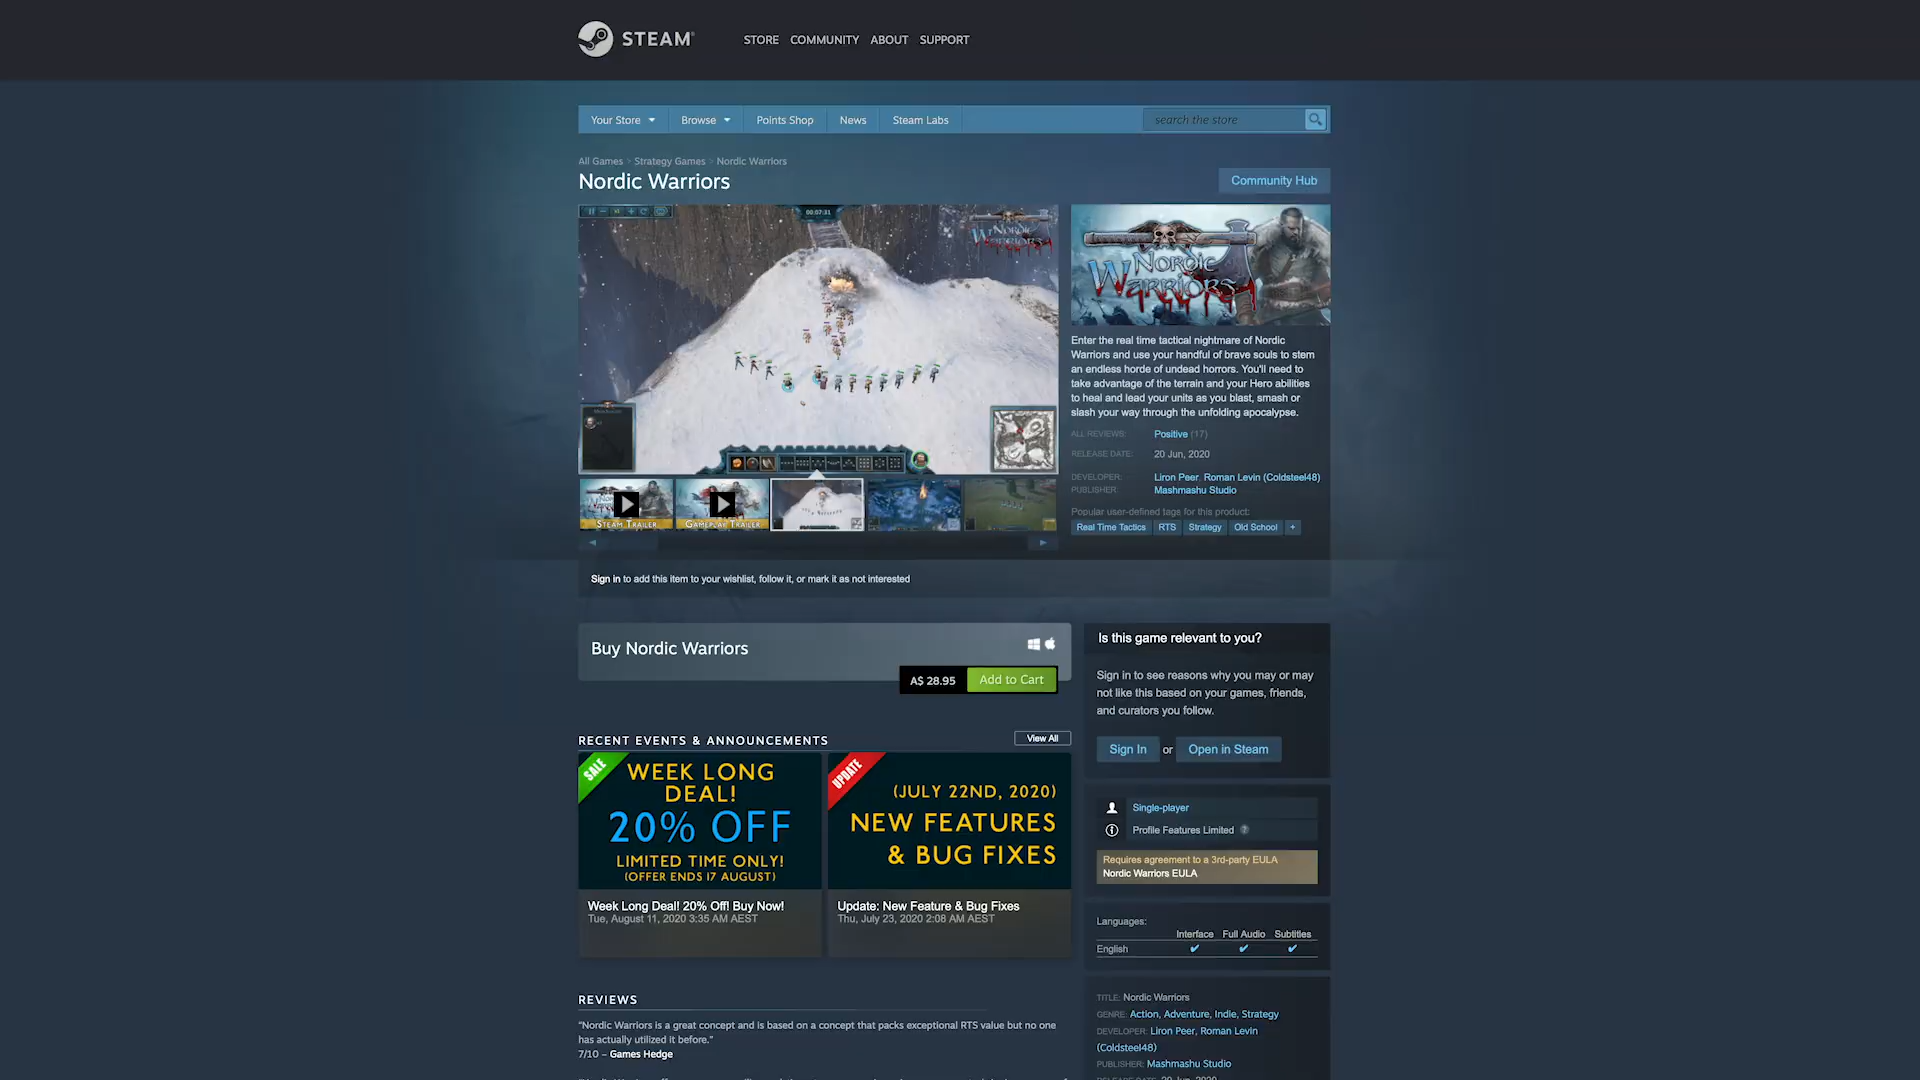 STEAM
STORE COMMUNITY ABOUT SUPPORT
Your Store Browse Points Shop News Steam Labs
search the store
All Games > Strategy Games > Nordic Warriors
Nordic Warriors
Community Hub
00:07:31
NORDIC WARRIORS
NORDIC WARRIORS
Enter the real time tactical nightmare of Nordic
Warriors and use your handful of brave souls to stem
an endless horde of undead horrors. You'll need to
take advantage of the terrain and your Hero abilities
to heal and lead your units as you blast, smash or
slash your way through the unfolding apocalypse.
ALL REVIEWS: Positive (17)
RELEASE DATE: 20 Jun, 2020
DEVELOPER: Liron Peer, Roman Levin (Coldsteel48)
PUBLISHER: Mashmashu Studio
Popular user-defined tags for this product:
Real Time Tactics RTS Strategy Old School +
STEAM TRAILER
GAMEPLAY TRAILER
Sign in to add this item to your wishlist, follow it, or mark it as not interested
Buy Nordic Warriors
A$ 28.95 Add to Cart
Is this game relevant to you?
Sign in to see reasons why you may or may
not like this based on your games, friends,
and curators you follow.
Sign In or Open in Steam
RECENT EVENTS & ANNOUNCEMENTS
View All
SALE
WEEK LONG
DEAL!
20% OFF
LIMITED TIME ONLY!
(OFFER ENDS 17 AUGUST)
Week Long Deal! 20% Off! Buy Now!
Tue, August 11, 2020 3:35 AM AEST
UPDATE
(JULY 22ND, 2020)
NEW FEATURES
& BUG FIXES
Update: New Feature & Bug Fixes
Thu, July 23, 2020 2:08 AM AEST
Single-player
Profile Features Limited ?
Requires agreement to a 3rd-party EULA
Nordic Warriors EULA
Languages:
Interface Full Audio Subtitles
English ✔ ✔ ✔
REVIEWS
“Nordic Warriors is a great concept and is based on a concept that packs exceptional RTS value but no one
has actually utilized it before.”
7/10 – Games Hedge
TITLE: Nordic Warriors
GENRE: Action, Adventure, Indie, Strategy
DEVELOPER: Liron Peer, Roman Levin
(Coldsteel48)
PUBLISHER: Mashmashu Studio
RELEASE DATE: 20 Jun, 2020